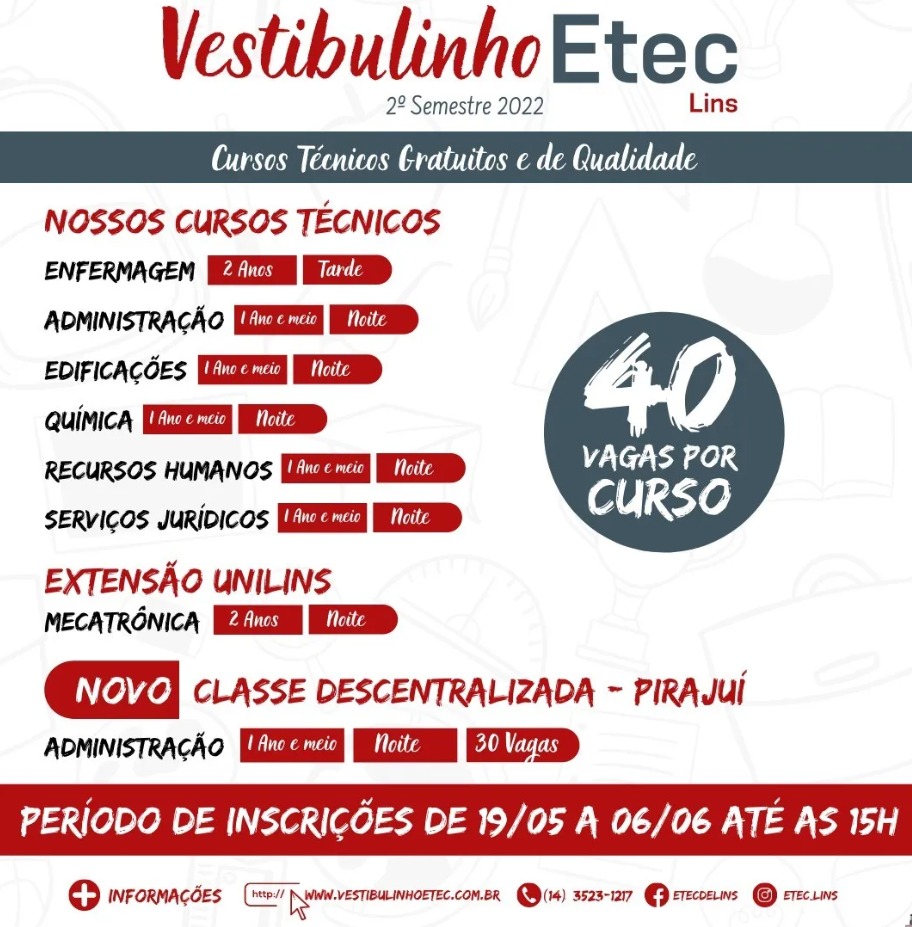 Vestibulinho Etec
2º Semestre 2022
Lins
Cursos Técnicos Gratuitos e de Qualidade
NOSSOS CURSOS TÉCNICOS
ENFERMAGEM 2 Anos Tarde
ADMINISTRAÇÃO 1 Ano e meio Noite
EDIFICAÇÕES 1 Ano e meio Noite
QUÍMICA 1 Ano e meio Noite
RECURSOS HUMANOS 1 Ano e meio Noite
SERVIÇOS JURÍDICOS 1 Ano e meio Noite
40
VAGAS POR
CURSO
EXTENSÃO UNILINS
MECATRÔNICA 2 Anos Noite
NOVO CLASSE DESCENTRALIZADA - PIRAJUÍ
ADMINISTRAÇÃO 1 Ano e meio Noite 30 Vagas
PERÍODO DE INSCRIÇÕES DE 19/05 A 06/06 ATÉ AS 15H
INFORMAÇÕES http:// WWW.VESTIBULINHOETEC.COM.BR (14) 3523-1217 ETECDELINS ETEC_LINS